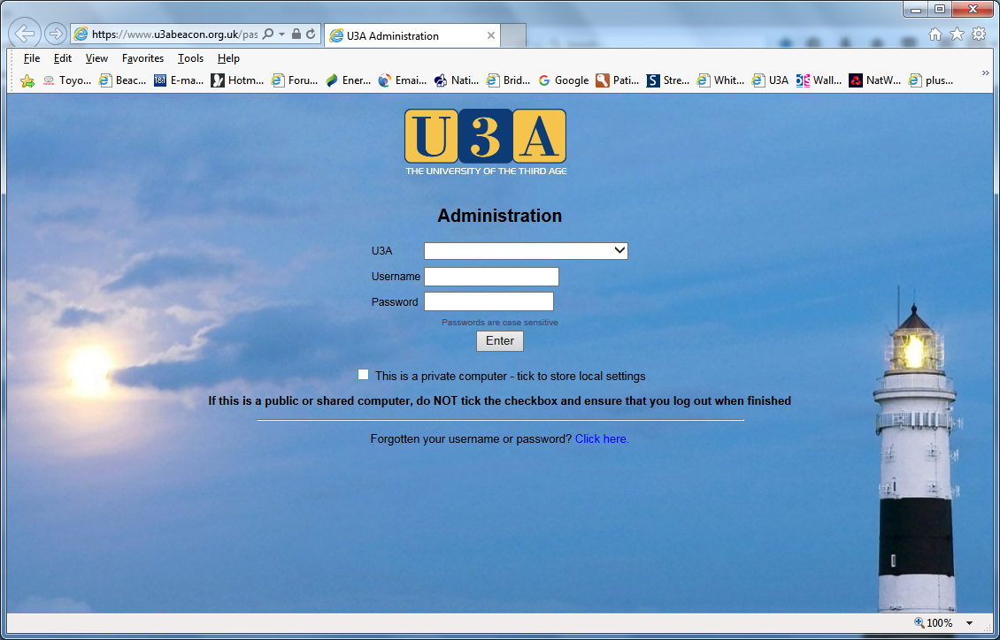 https://www.u3abeacon.org.uk/pas
U3A Administration
File Edit View Favorites Tools Help
Toyo... Beac... E-ma... Hotm... Foru... Ener... Emai... Nati... Brid... Google Pati... Stre... Whit... U3A Wall... NatW... plus...
U3A
THE UNIVERSITY OF THE THIRD AGE
Administration
U3A
Username
Password
Passwords are case sensitive
Enter
This is a private computer - tick to store local settings
If this is a public or shared computer, do NOT tick the checkbox and ensure that you log out when finished
Forgotten your username or password? Click here.
100%